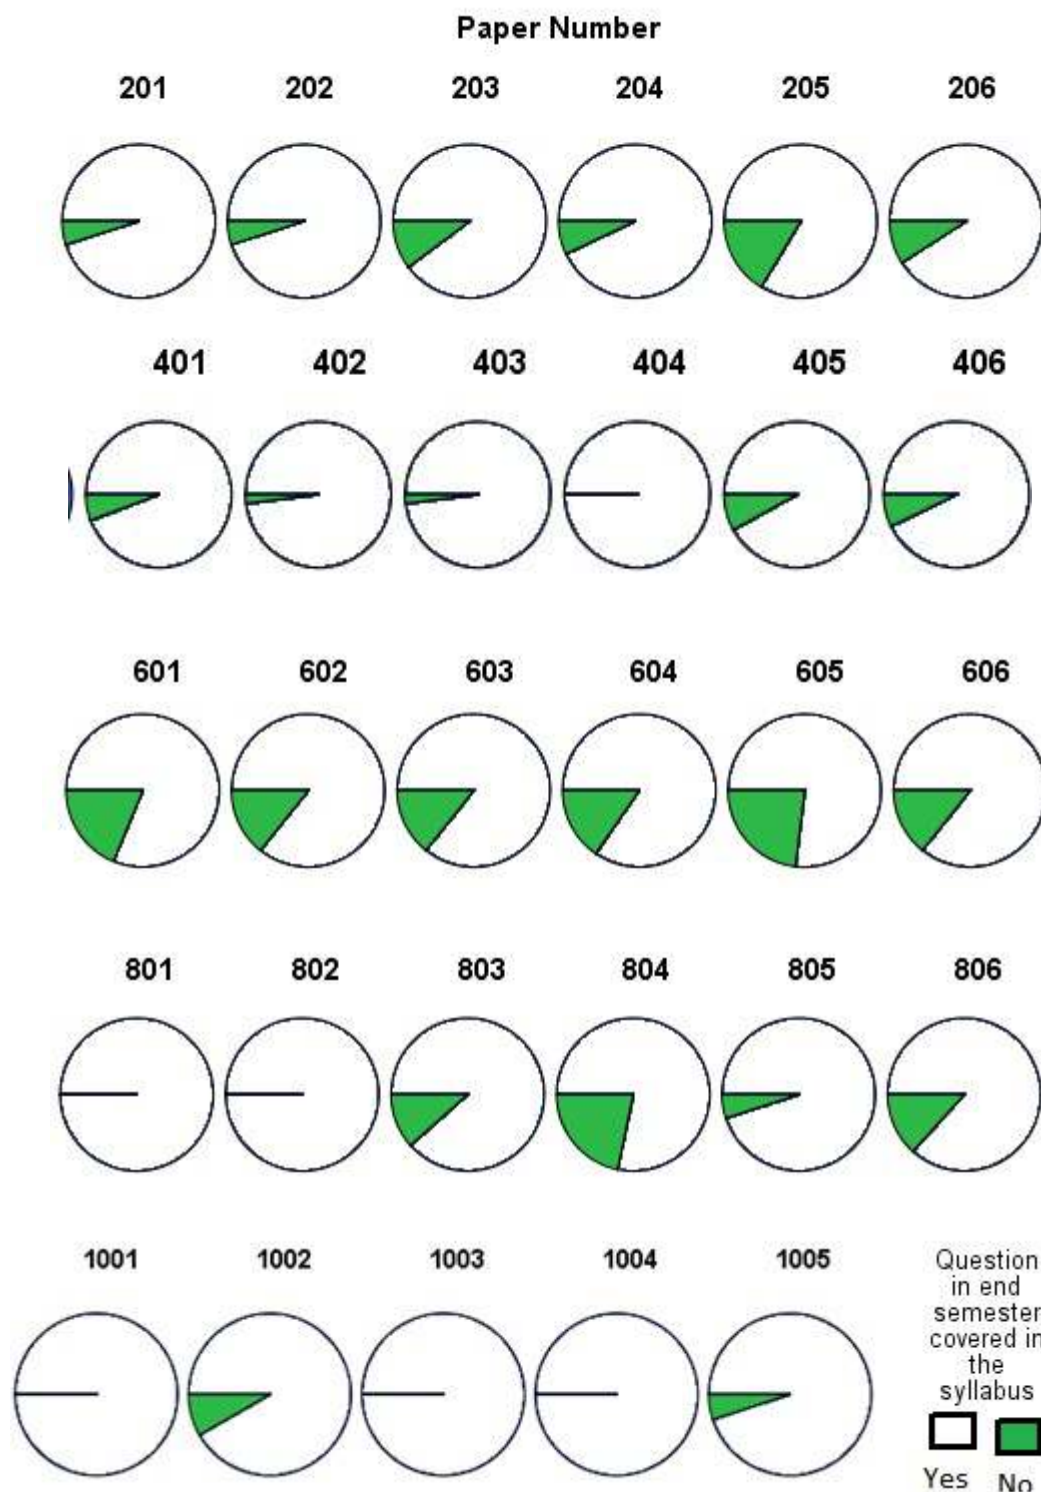 Paper Number
201 202 203 204 205 206
401 402 403 404 405 406
601 602 603 604 605 606
801 802 803 804 805 806
1001 1002 1003 1004 1005
Question
in end
semester
covered in
the
syllabus
Yes No